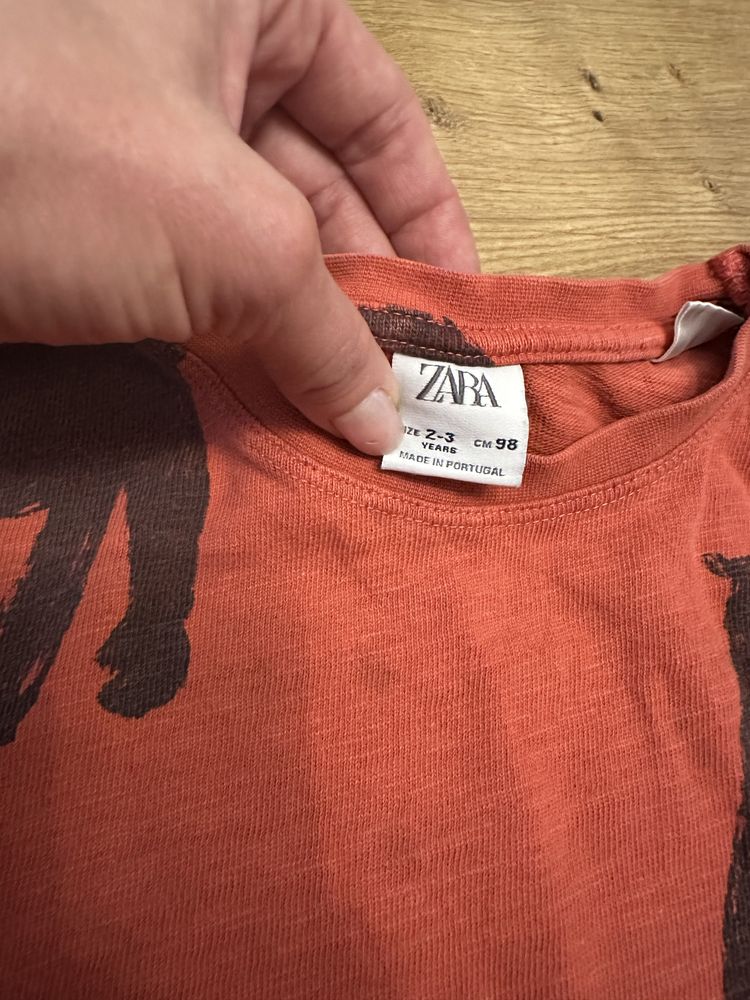 ZARA
IZE 2-3 CM 98
YEARS
MADE IN PORTUGAL